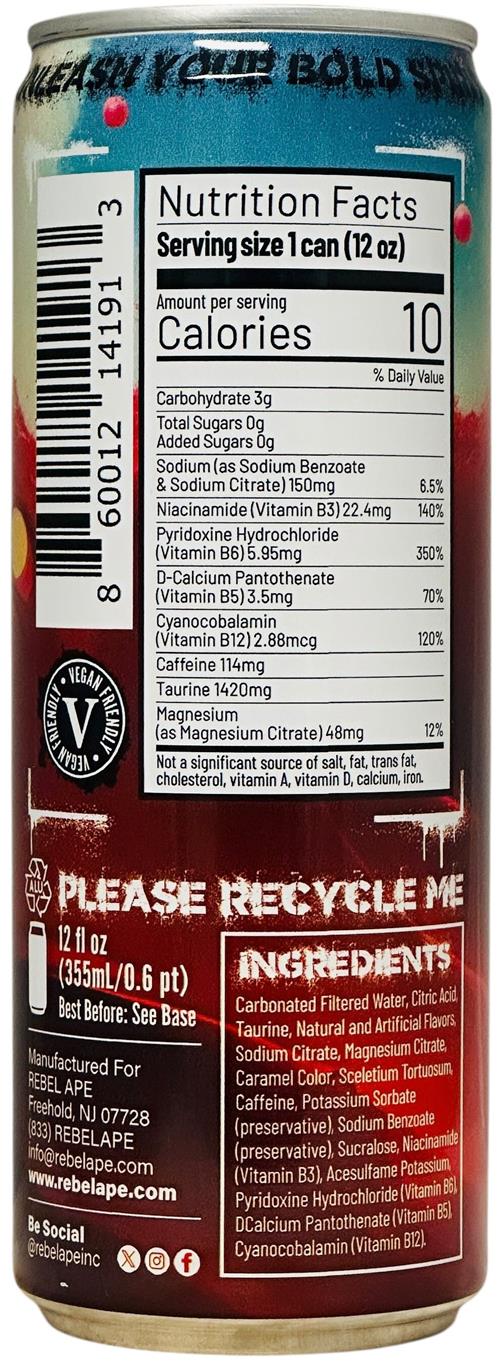 UNLEASH YOUR BOLD
Nutrition Facts
Serving size 1 can (12 oz)
Amount per serving
Calories 10
% Daily Value
Carbohydrate 3g
Total Sugars 0g
Added Sugars 0g
Sodium (as Sodium Benzoate
& Sodium Citrate) 150mg 6.5%
Niacinamide (Vitamin B3) 22.4mg 140%
Pyridoxine Hydrochloride
(Vitamin B6) 5.95mg 350%
D-Calcium Pantothenate
(Vitamin B5) 3.5mg 70%
Cyanocobalamin
(Vitamin B12) 2.88mcg 120%
Caffeine 114mg
Taurine 1420mg
Magnesium
(as Magnesium Citrate) 48mg 12%
Not a significant source of salt, fat, trans fat,
cholesterol, vitamin A, vitamin D, calcium, iron.
8 60012 14191 3
VEGAN FRIENDLY
V
VEGAN FRIENDLY
ALU
PLEASE RECYCLE ME
12 fl oz
(355mL/0.6 pt)
Best Before: See Base
Manufactured For
REBEL APE
Freehold, NJ 07728
(833) REBELAPE
info@rebelape.com
www.rebelape.com
Be Social
@rebelapeinc
INGREDIENTS
Carbonated Filtered Water, Citric Acid,
Taurine, Natural and Artificial Flavors,
Sodium Citrate, Magnesium Citrate,
Caramel Color, Sceletium Tortuosum,
Caffeine, Potassium Sorbate
(preservative), Sodium Benzoate
(preservative), Sucralose, Niacinamide
(Vitamin B3), Acesulfame Potassium,
Pyridoxine Hydrochloride (Vitamin B6),
DCalcium Pantothenate (Vitamin B5),
Cyanocobalamin (Vitamin B12).